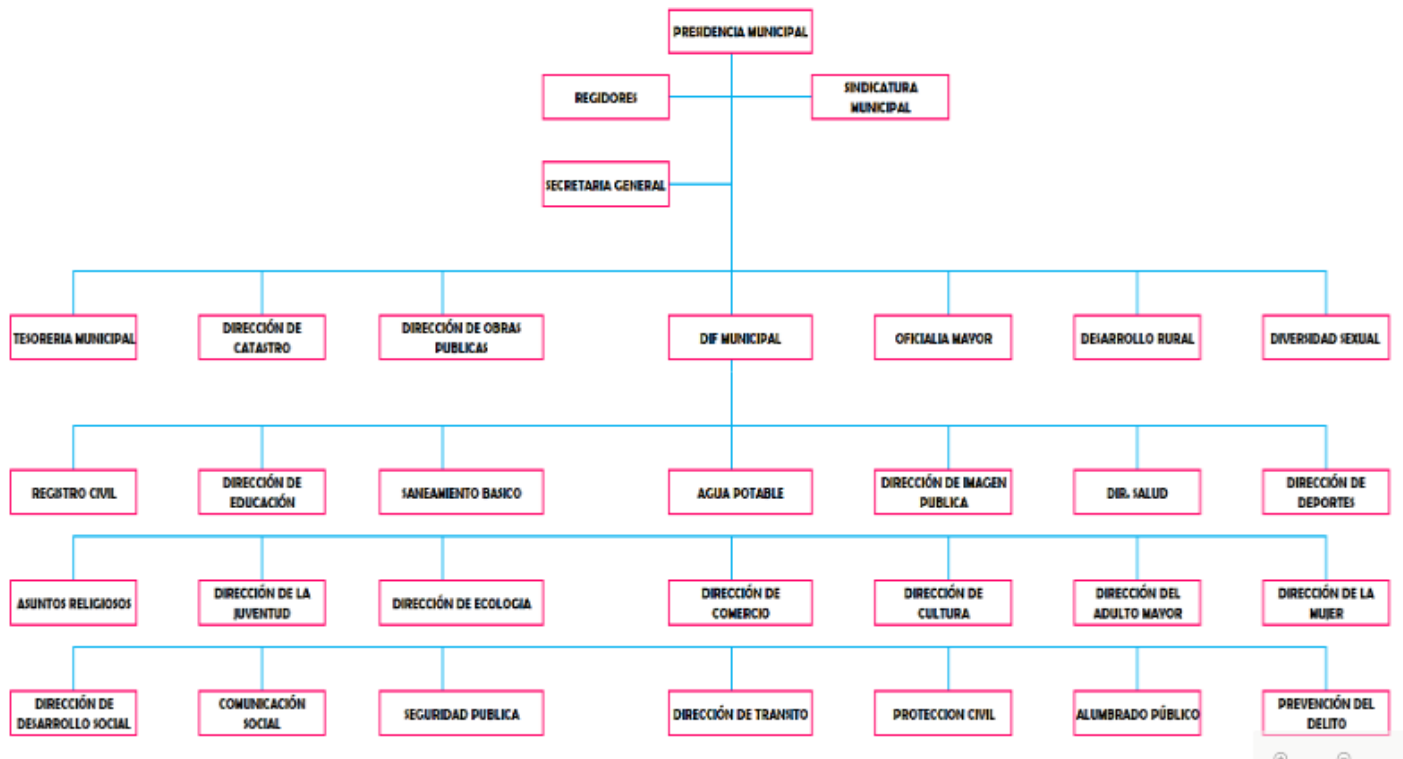 PRESIDENCIA MUNICIPAL
REGIDORES
SINDICATURA
MUNICIPAL
SECRETARIA GENERAL
TESORERIA MUNICIPAL
DIRECCIÓN DE
CATASTRO
DIRECCIÓN DE OBRAS
PUBLICAS
DIF MUNICIPAL
OFICIALIA MAYOR
DESARROLLO RURAL
DIVERSIDAD SEXUAL
REGISTRO CIVIL
DIRECCIÓN DE
EDUCACIÓN
SANEAMIENTO BASICO
AGUA POTABLE
DIRECCIÓN DE IMAGEN
PUBLICA
DIR. SALUD
DIRECCIÓN DE
DEPORTES
ASUNTOS RELIGIOSOS
DIRECCIÓN DE LA
JUVENTUD
DIRECCIÓN DE ECOLOGIA
DIRECCIÓN DE
COMERCIO
DIRECCIÓN DE
CULTURA
DIRECCIÓN DEL
ADULTO MAYOR
DIRECCIÓN DE LA
MUJER
DIRECCIÓN DE
DESARROLLO SOCIAL
COMUNICACIÓN
SOCIAL
SEGURIDAD PUBLICA
DIRECCIÓN DE TRANSITO
PROTECCION CIVIL
ALUMBRADO PÚBLICO
PREVENCIÓN DEL
DELITO